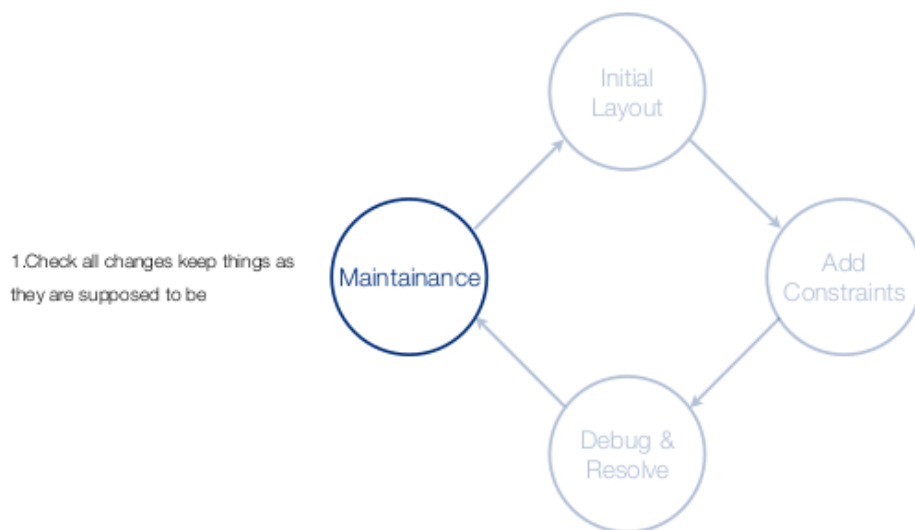 Initial
Layout
1.Check all changes keep things as
they are supposed to be
Maintainance
Add
Constraints
Debug &
Resolve